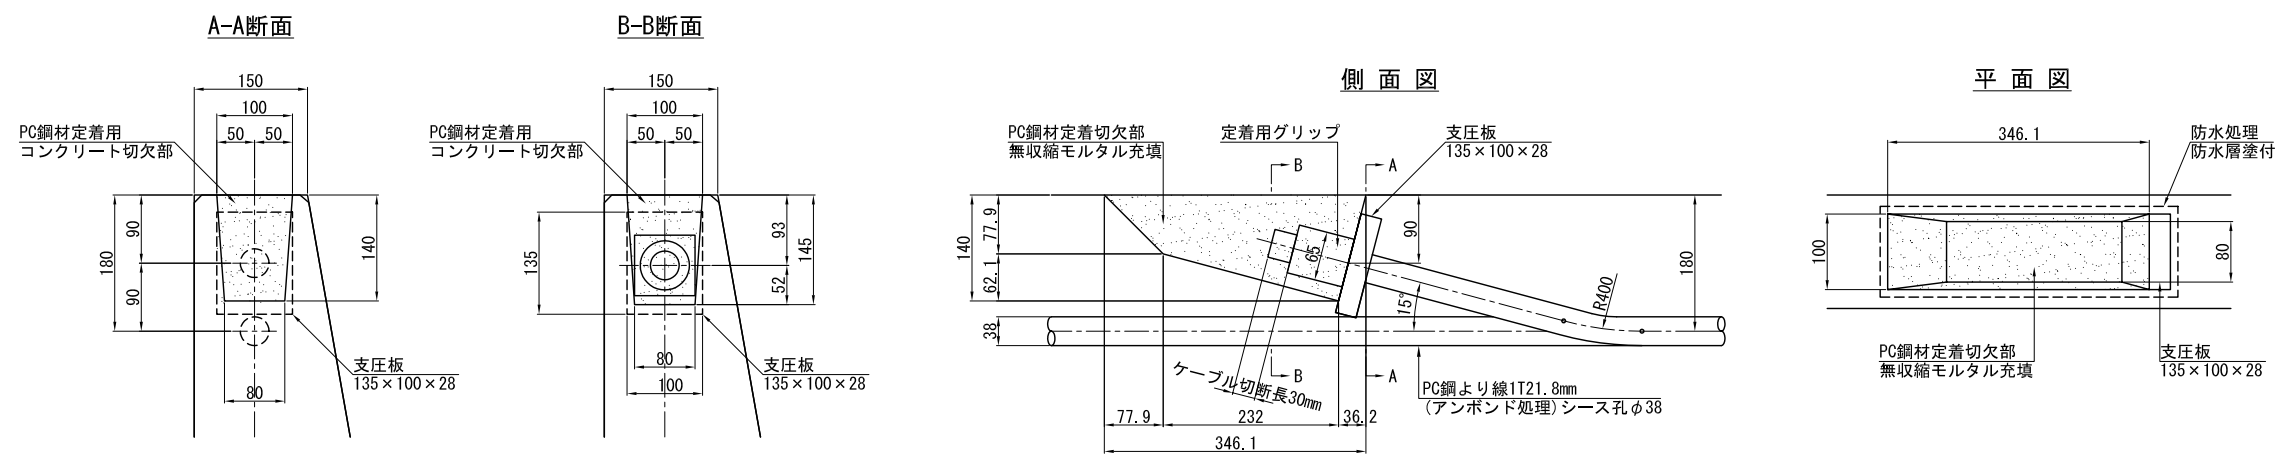 A-A断面
150
100
50
50
PC鋼材定着用
コンクリート切欠部
180
90
90
140
80
支圧板
135×100×28
B-B断面
150
100
50
50
PC鋼材定着用
コンクリート切欠部
135
93
52
145
80
100
支圧板
135×100×28
側面図
PC鋼材定着切欠部
無収縮モルタル充填
定着用グリップ
支圧板
135×100×28
B
A
140
77.9
62.1
38
65
90
180
15°
R400
ケーブル切断長30mm
B
A
PC鋼より線1T21.8mm
(アンボンド処理)シース孔φ38
77.9
232
36.2
346.1
平面図
346.1
防水処理
防水層塗付
100
80
PC鋼材定着切欠部
無収縮モルタル充填
支圧板
135×100×28